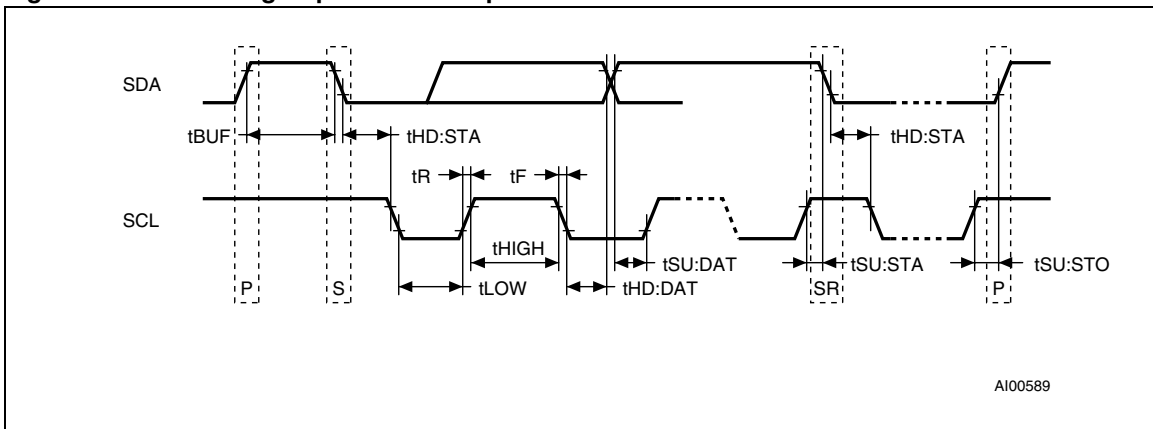 SDA
tBUF
tHD:STA
tHD:STA
tR
tF
SCL
tHIGH
tSU:DAT
tSU:STA
tSU:STO
P
S
tLOW
tHD:DAT
SR
P
AI00589